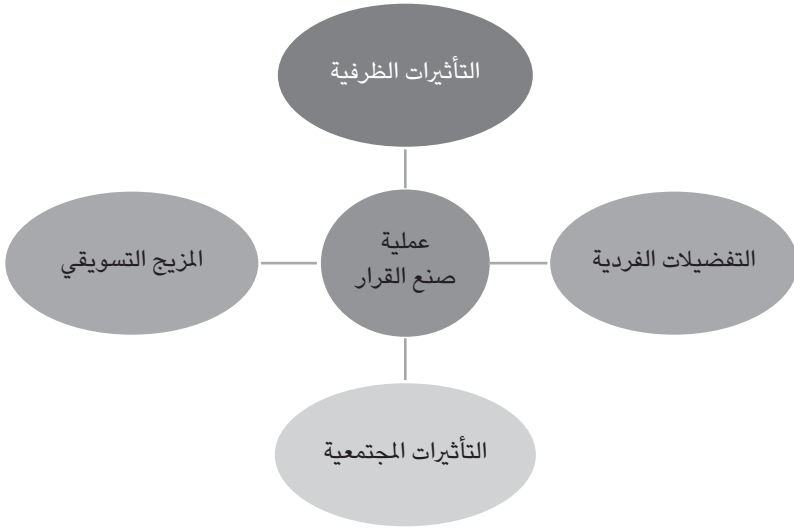 التأثيرات الظرفية
التفضيلات الفردية
عملية
صنع القرار
المزيج التسويقي
التأثيرات المجتمعية